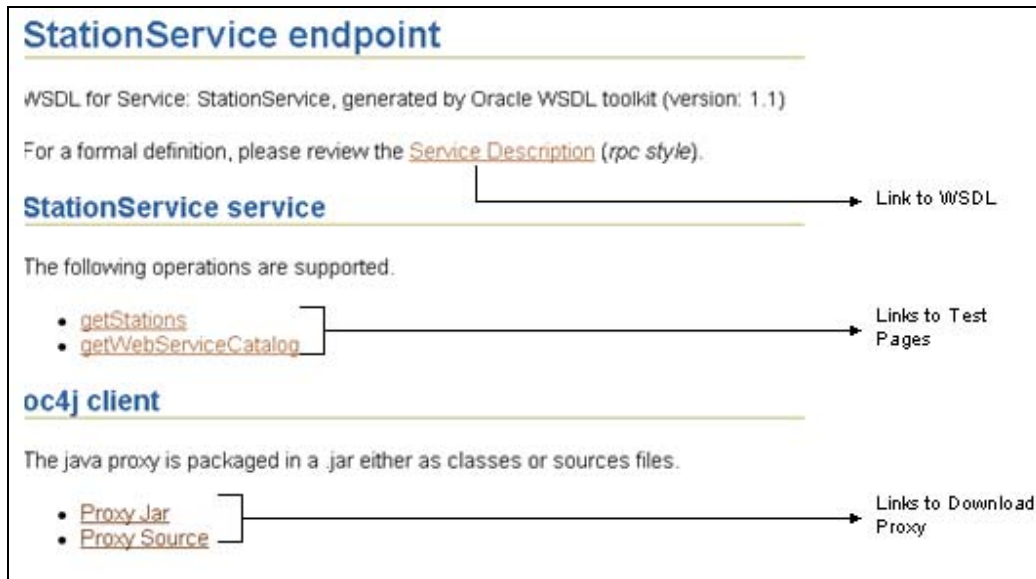 StationService endpoint
WSDL for Service: StationService, generated by Oracle WSDL toolkit (version: 1.1)
For a formal definition, please review the Service Description (rpc style).
Link to WSDL
StationService service
The following operations are supported.
• getStations
• getWebServiceCatalog
Links to Test
Pages
oc4j client
The java proxy is packaged in a .jar either as classes or sources files.
• Proxy Jar
• Proxy Source
Links to Download
Proxy